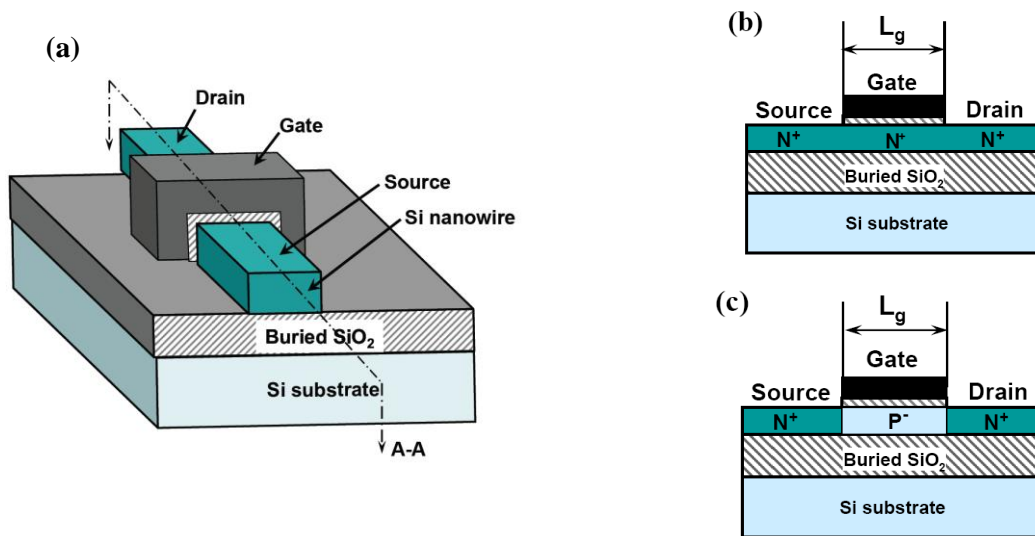 (a)
Drain
Gate
Source
Si nanowire
Buried SiO₂
Si substrate
A-A
(b)
Lg
Gate
Source Drain
N⁺ N⁺ N⁺
Buried SiO₂
Si substrate
(c)
Lg
Gate
Source Drain
N⁺ P⁻ N⁺
Buried SiO₂
Si substrate